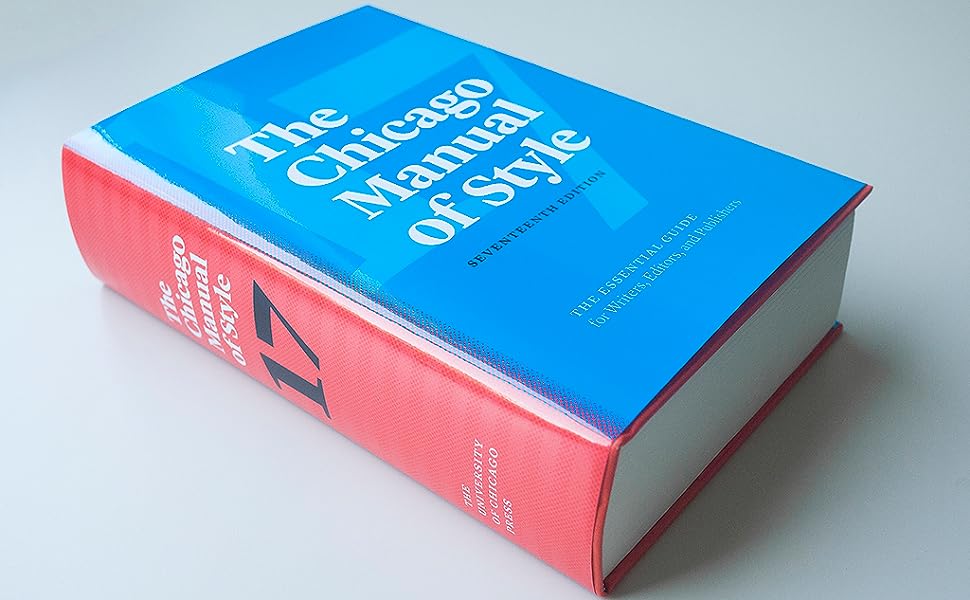 The
Chicago
Manual
of Style
SEVENTEENTH EDITION
THE ESSENTIAL GUIDE
for Writers, Editors, and Publishers
The
Chicago
Manual
of Style
17
THE
UNIVERSITY
OF CHICAGO
PRESS